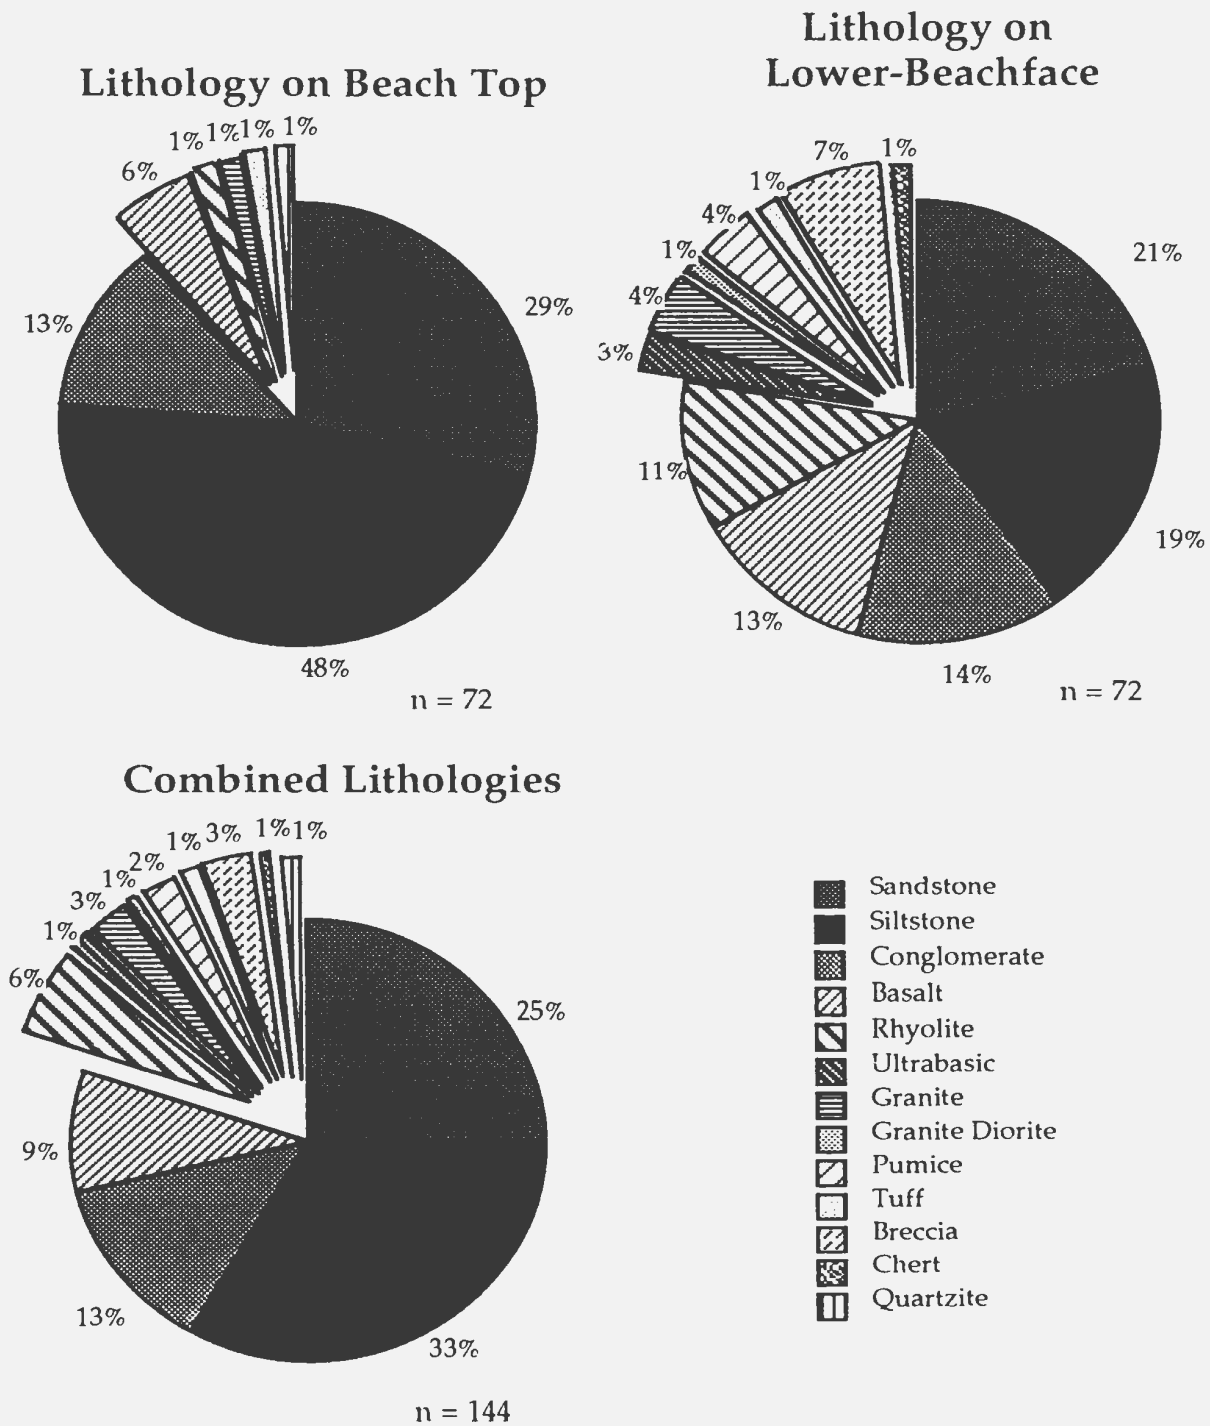 Lithology on Beach Top
1% 1% 1% 1%
6%
13%
29%
48%
n = 72
Lithology on
Lower-Beachface
7% 1%
1%
4%
1%
4%
3%
21%
11%
19%
13%
14%
n = 72
Combined Lithologies
1% 3% 1% 1%
2%
1%
3%
1%
6%
25%
9%
13%
33%
n = 144
Sandstone
Siltstone
Conglomerate
Basalt
Rhyolite
Ultrabasic
Granite
Granite Diorite
Pumice
Tuff
Breccia
Chert
Quartzite